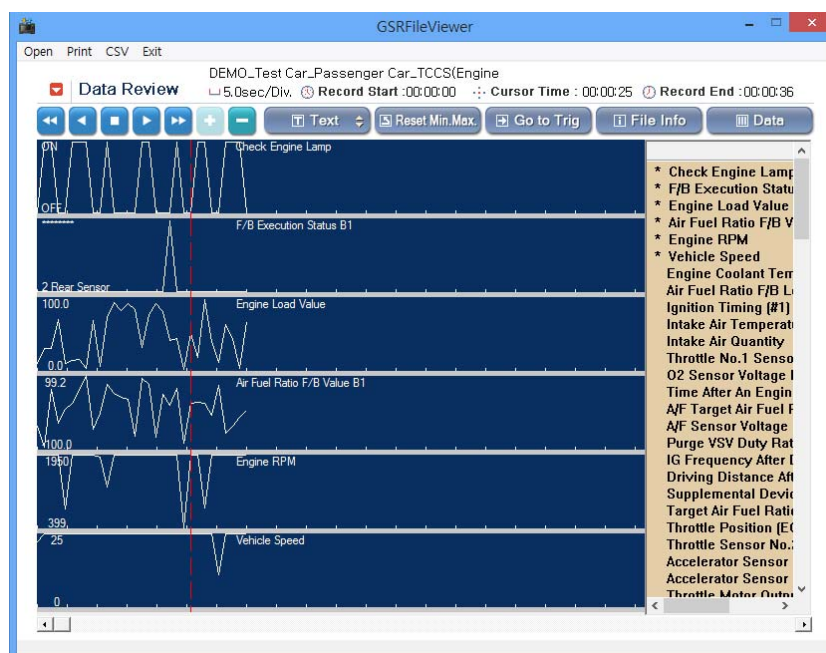 GSRFileViewer
Open Print CSV Exit
DEMO_Test Car_Passenger Car_TCCS(Engine
Data Review
5.0sec/Div. Record Start :00:00:00 Cursor Time : 00:00:25 Record End :00:00:36
Text Reset Min.Max. Go to Trig File Info Data
ON Check Engine Lamp
OFF
F/B Execution Status B1
2 Rear Sensor
100.0 Engine Load Value
0.0
99.2 Air Fuel Ratio F/B Value B1
100.0
1950 Engine RPM
399
25 Vehicle Speed
0
* Check Engine Lamp
* F/B Execution Statu
* Engine Load Value
* Air Fuel Ratio F/B V
* Engine RPM
* Vehicle Speed
Engine Coolant Tem
Air Fuel Ratio F/B L
Ignition Timing (#1)
Intake Air Temperat
Intake Air Quantity
Throttle No.1 Senso
O2 Sensor Voltage
Time After An Engin
A/F Target Air Fuel
A/F Sensor Voltage
Purge VSV Duty Rat
IG Frequency After
Driving Distance Aft
Supplemental Devic
Target Air Fuel Rati
Throttle Position (E
Throttle Sensor No.
Accelerator Sensor
Accelerator Sensor
Throttle Motor Outpu